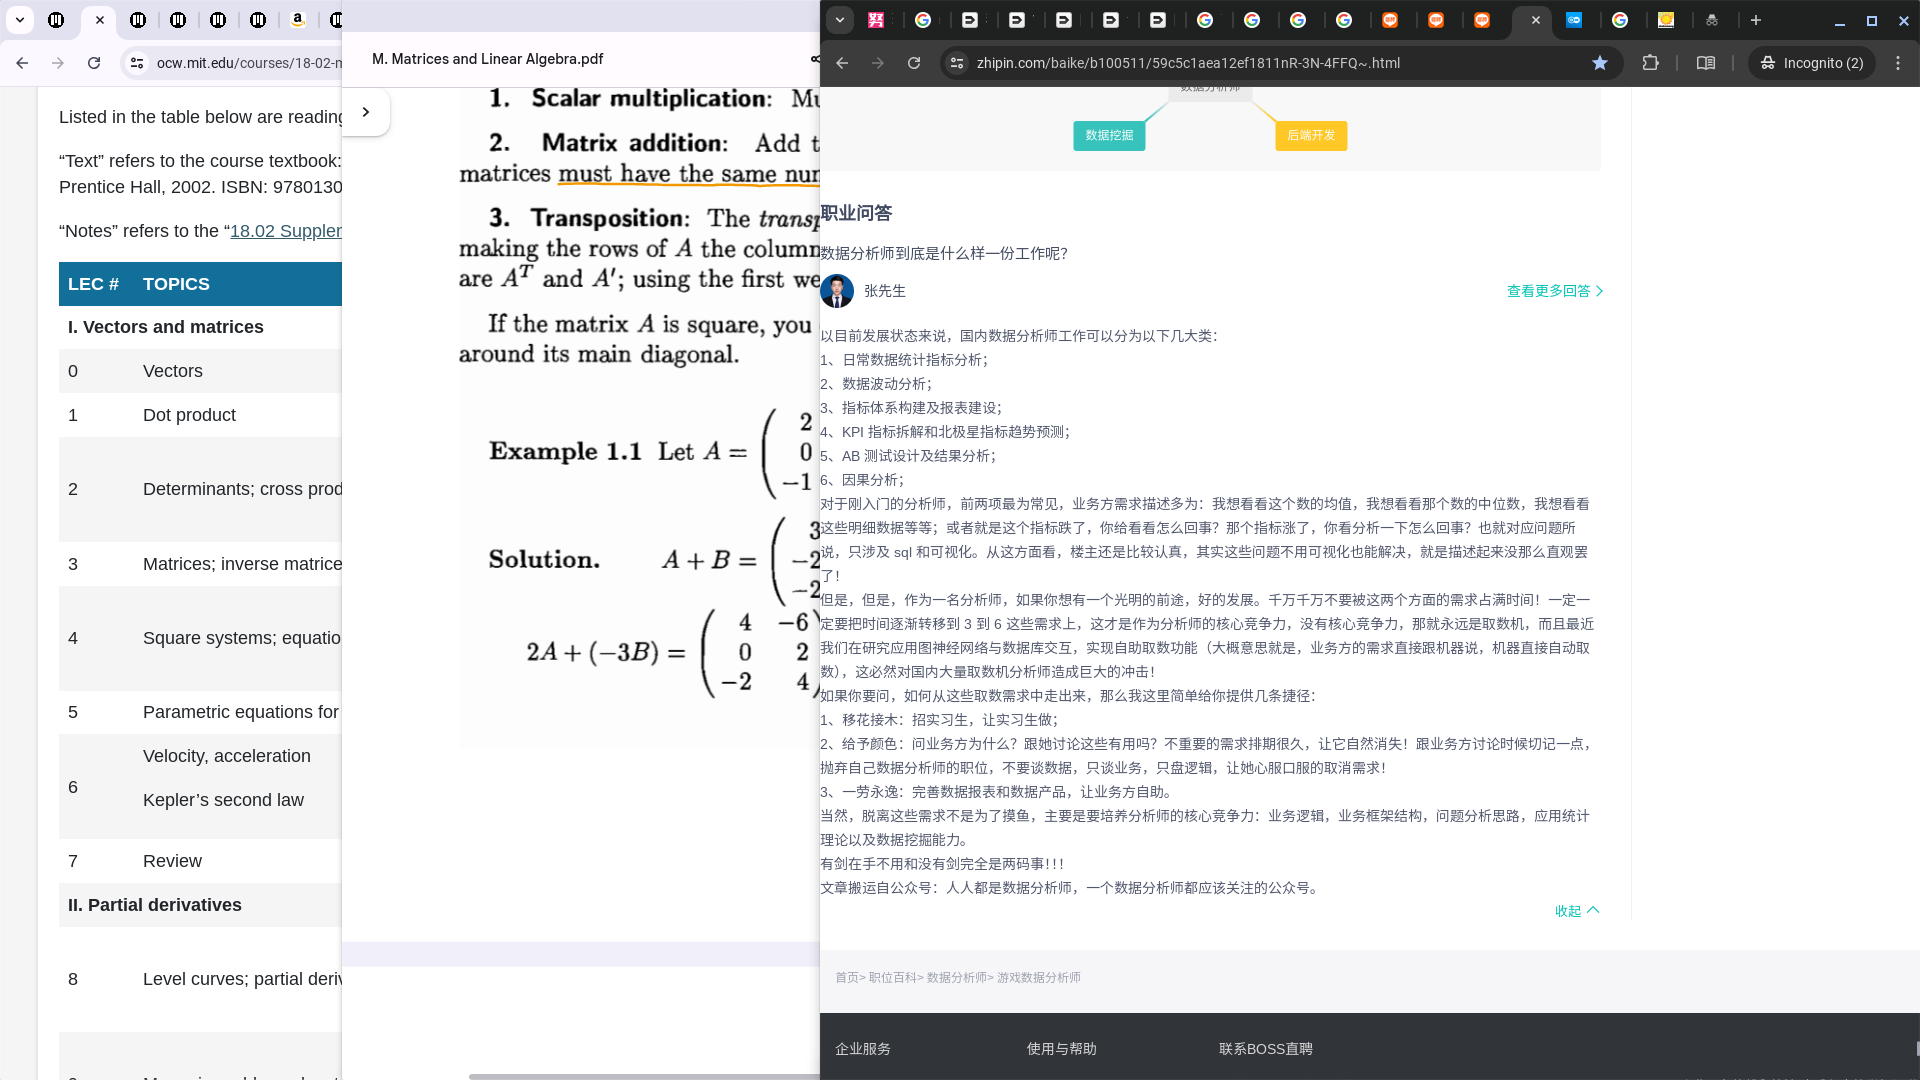 ocw.mit.edu/courses/18-02-m
Listed in the table below are reading
“Text” refers to the course textbook:
Prentice Hall, 2002. ISBN: 9780130
“Notes” refers to the “18.02 Supplen
LEC # TOPICS
I. Vectors and matrices
0 Vectors
1 Dot product
2 Determinants; cross prod
3 Matrices; inverse matrice
4 Square systems; equatio
5 Parametric equations for
6 Velocity, acceleration
Kepler’s second law
7 Review
II. Partial derivatives
8 Level curves; partial deriv
M. Matrices and Linear Algebra.pdf
1. Scalar multiplication: Mu
2. Matrix addition: Add t
matrices must have the same num
3. Transposition: The transp
making the rows of A the column
are A^T and A′; using the first we
If the matrix A is square, you
around its main diagonal.
Example 1.1 Let A = ( 2
0
−1
Solution. A + B = ( 3
−2
−2
2A + (−3B) = ( 4 −6
0 2
−2 4 )
zhipin.com/baike/b100511/59c5c1aea12ef1811nR-3N-4FFQ~.html
Incognito (2)
数据分析师
数据挖掘
后端开发
职业问答
数据分析师到底是什么样一份工作呢？
张先生
查看更多回答
以目前发展状态来说，国内数据分析师工作可以分为以下几大类：
1、日常数据统计指标分析；
2、数据波动分析；
3、指标体系构建及报表建设；
4、KPI 指标拆解和北极星指标趋势预测；
5、AB 测试设计及结果分析；
6、因果分析；
对于刚入门的分析师，前两项最为常见，业务方需求描述多为：我想看看这个数的均值，我想看看那个数的中位数，我想看看
这些明细数据等等；或者就是这个指标跌了，你给看看怎么回事？那个指标涨了，你看分析一下怎么回事？也就对应问题所
说，只涉及 sql 和可视化。从这方面看，楼主还是比较认真，其实这些问题不用可视化也能解决，就是描述起来没那么直观罢
了！
但是，但是，作为一名分析师，如果你想有一个光明的前途，好的发展。千万千万不要被这两个方面的需求占满时间！一定一
定要把时间逐渐转移到 3 到 6 这些需求上，这才是作为分析师的核心竞争力，没有核心竞争力，那就永远是取数机，而且最近
我们在研究应用图神经网络与数据库交互，实现自助取数功能（大概意思就是，业务方的需求直接跟机器说，机器直接自动取
数），这必然对国内大量取数机分析师造成巨大的冲击！
如果你要问，如何从这些取数需求中走出来，那么我这里简单给你提供几条捷径：
1、移花接木：招实习生，让实习生做；
2、给予颜色：问业务方为什么？跟她讨论这些有用吗？不重要的需求排期很久，让它自然消失！跟业务方讨论时候切记一点，
抛弃自己数据分析师的职位，不要谈数据，只谈业务，只盘逻辑，让她心服口服的取消需求！
3、一劳永逸：完善数据报表和数据产品，让业务方自助。
当然，脱离这些需求不是为了摸鱼，主要是要培养分析师的核心竞争力：业务逻辑，业务框架结构，问题分析思路，应用统计
理论以及数据挖掘能力。
有剑在手不用和没有剑完全是两码事！！！
文章搬运自公众号：人人都是数据分析师，一个数据分析师都应该关注的公众号。
收起
首页> 职位百科> 数据分析师> 游戏数据分析师
企业服务
使用与帮助
联系BOSS直聘